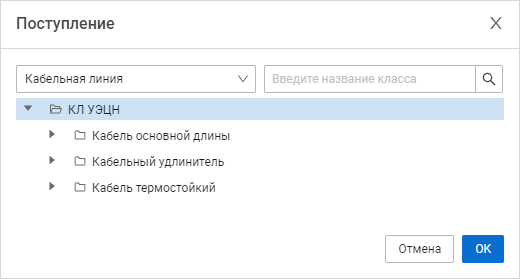 Поступление
Кабельная линия
Введите название класса
КЛ УЭЦН
Кабель основной длины
Кабельный удлинитель
Кабель термостойкий
Отмена
ОК